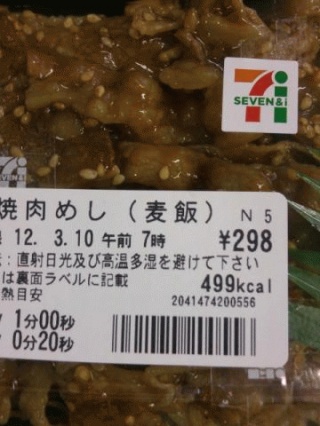 7
SEVEN&i
焼肉めし（麦飯） N 5
12. 3.10 午前 7時 ¥298
：直射日光及び高温多湿を避けて下さい
は裏面ラベルに記載 499kcal
熱目安 2041474200556
1分00秒
0分20秒